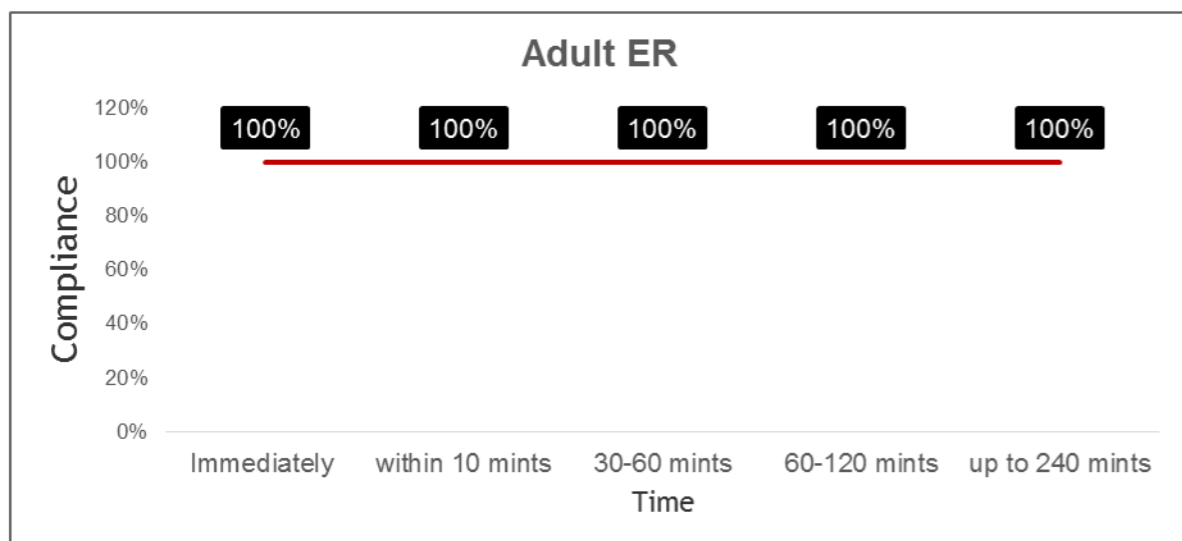 Adult ER
120%
100% 100% 100% 100% 100%
100%
80%
60%
40%
20%
0%
Compliance
Immediately within 10 mints 30-60 mints 60-120 mints up to 240 mints
Time